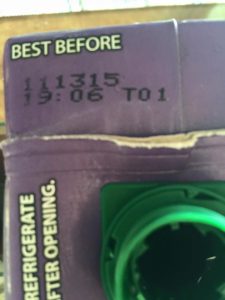 BEST BEFORE
111315
19:06 T01
REFRIGERATE
AFTER OPENING.